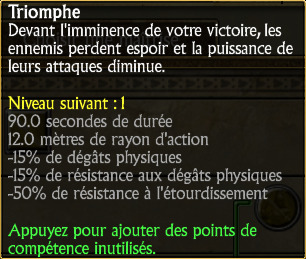 Triomphe
Devant l'imminence de votre victoire, les
ennemis perdent espoir et la puissance de
leurs attaques diminue.
Niveau suivant : 1
90.0 secondes de durée
12.0 mètres de rayon d'action
-15% de dégâts physiques
-15% de résistance aux dégâts physiques
-50% de résistance à l'étourdissement
Appuyez pour ajouter des points de
compétence inutilisés.